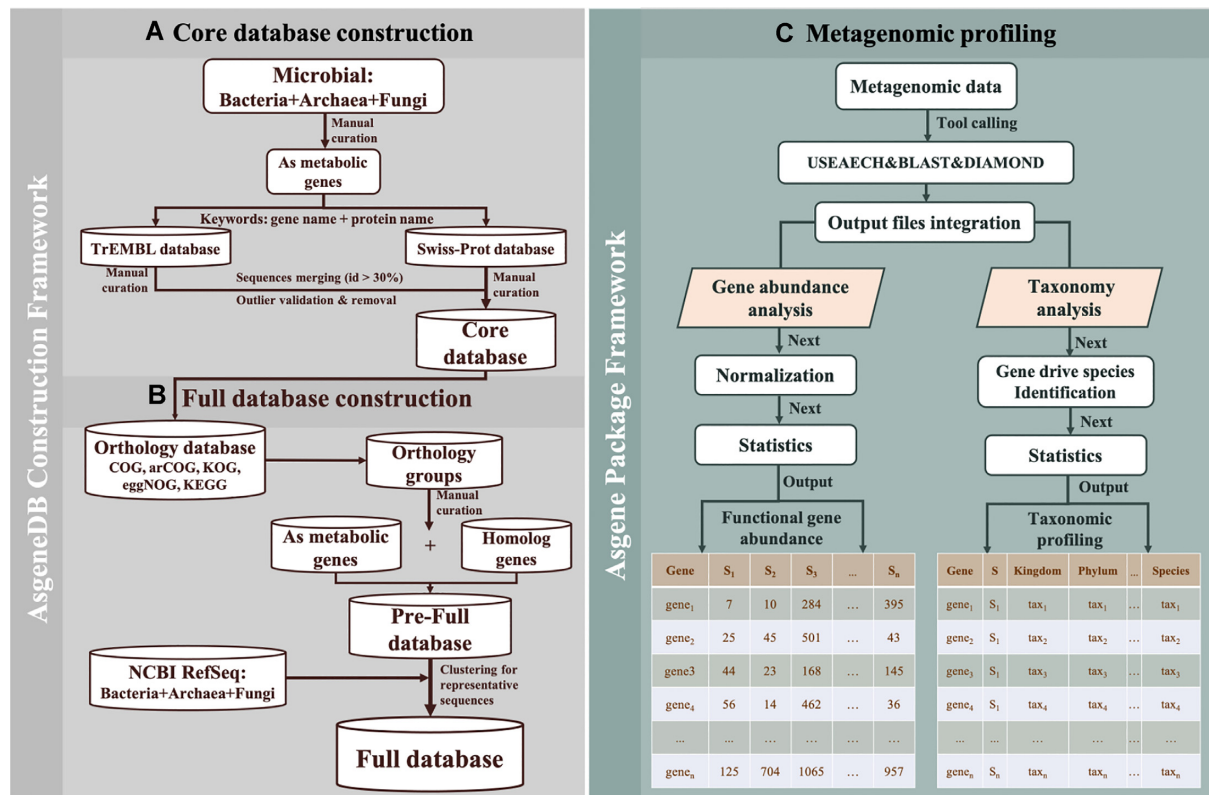 AsgeneDB Construction Framework
A Core database construction
Microbial:
Bacteria+Archaea+Fungi
Manual
curation
As metabolic
genes
Keywords: gene name + protein name
TrEMBL database
Swiss-Prot database
Manual
curation
Sequences merging (id > 30%)
Outlier validation & removal
Manual
curation
Core
database
B Full database construction
Orthology database
COG, arCOG, KOG,
eggNOG, KEGG
Orthology
groups
Manual
curation
As metabolic
genes
+
Homolog
genes
Pre-Full
database
NCBI RefSeq:
Bacteria+Archaea+Fungi
Clustering for
representative
sequences
Full database
Asgene Package Framework
C Metagenomic profiling
Metagenomic data
Tool calling
USEAECH&BLAST&DIAMOND
Output files integration
Gene abundance
analysis
Next
Normalization
Next
Statistics
Output
Functional gene
abundance
Taxonomy
analysis
Next
Gene drive species
Identification
Next
Statistics
Output
Taxonomic
profiling
Gene S₁ S₂ S₃ ... Sₙ
gene₁ 7 10 284 … 395
gene₂ 25 45 501 … 43
gene3 44 23 168 … 145
gene₄ 56 14 462 … 36
... ... ... ... … ...
geneₙ 125 704 1065 … 957
Gene S Kingdom Phylum ... Species
gene₁ S₁ tax₁ tax₁ … tax₁
gene₂ S₁ tax₂ tax₂ … tax₂
gene₃ S₁ tax₃ tax₃ … tax₃
gene₄ S₁ tax₄ tax₄ … tax₄
... ... … ... … ...
geneₙ Sₙ taxₙ taxₙ … taxₙ